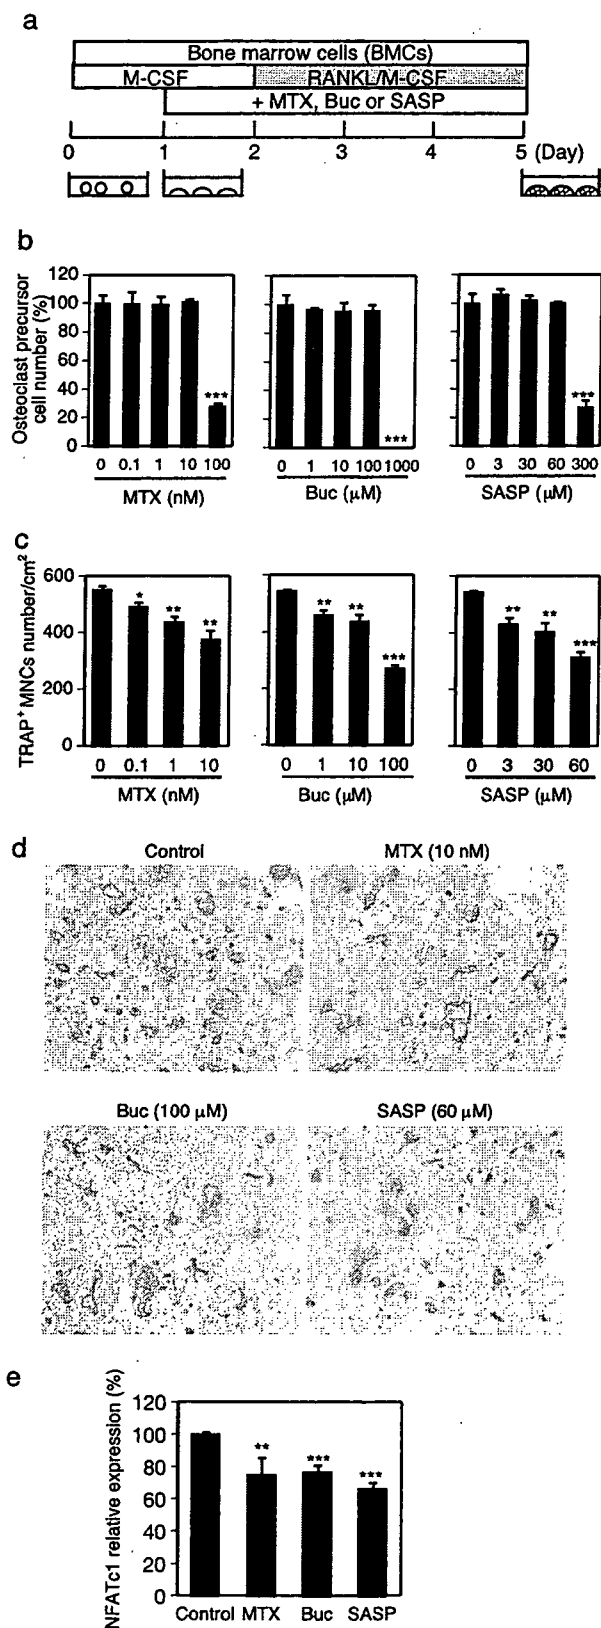 a
Bone marrow cells (BMCs)
M-CSF RANKL/M-CSF
+ MTX, Buc or SASP
0 1 2 3 4 5 (Day)
b
Osteoclast precursor
cell number (%)
120
100
80
60
40
20
0
***
0 0.1 1 10 100
MTX (nM)
***
0 1 10 100 1000
Buc (μM)
***
0 3 30 60 300
SASP (μM)
c
TRAP+ MNCs number/cm2
600
400
200
0
* ** **
0 0.1 1 10
MTX (nM)
** ** ***
0 1 10 100
Buc (μM)
** ** ***
0 3 30 60
SASP (μM)
d
Control MTX (10 nM)
Buc (100 μM) SASP (60 μM)
e
NFATc1 relative expression (%)
120
100
80
60
40
20
0
** *** ***
Control MTX Buc SASP